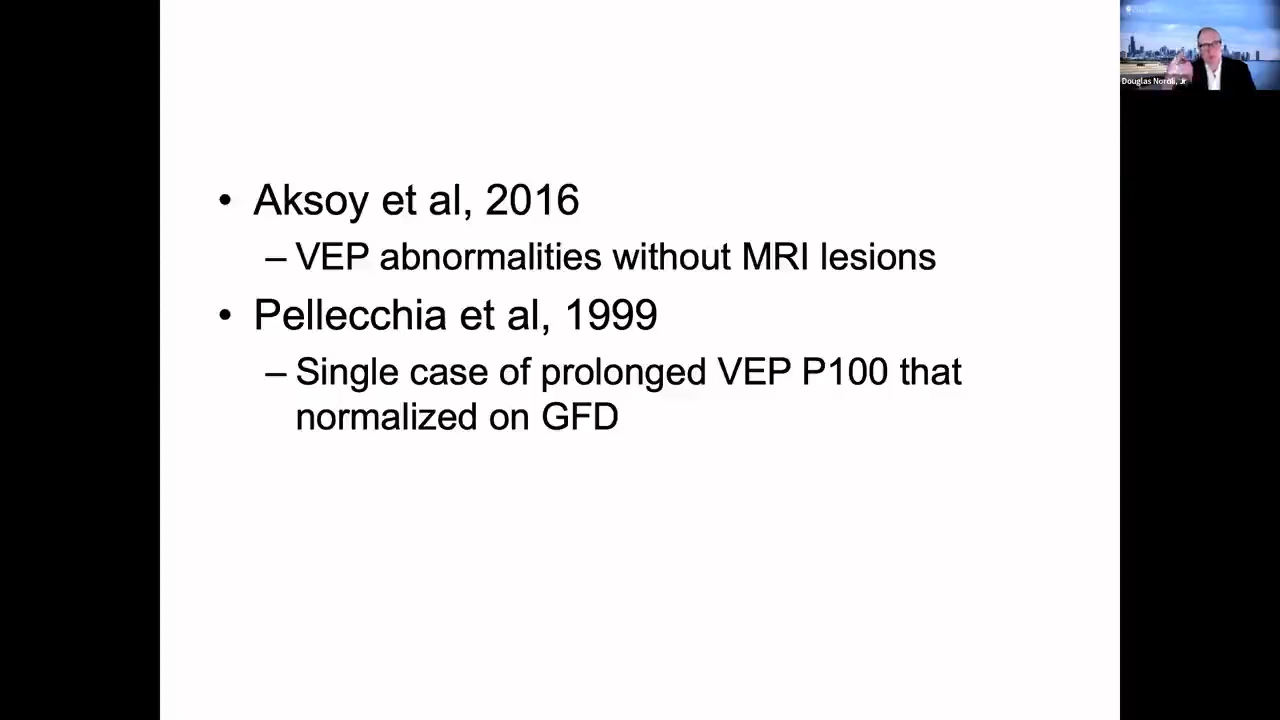 • Aksoy et al, 2016
– VEP abnormalities without MRI lesions
• Pellecchia et al, 1999
– Single case of prolonged VEP P100 that
normalized on GFD
Douglas Nordli, Jr